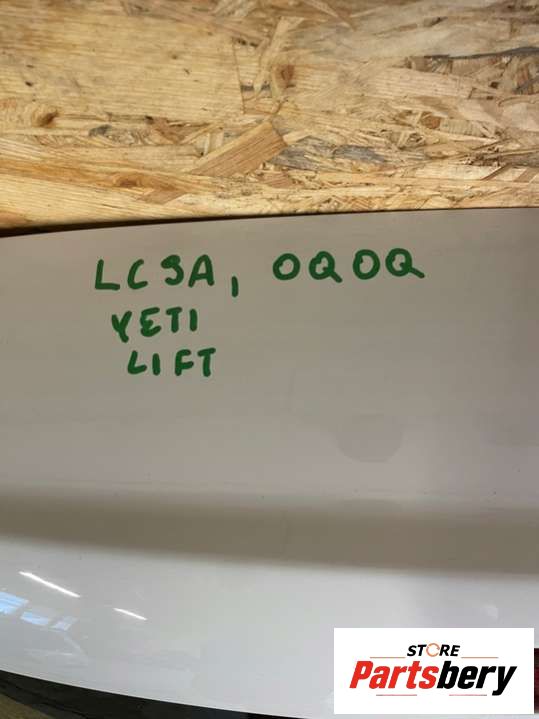 LC9A, 0Q0Q
YETI
LIFT
STORE
Partsbery